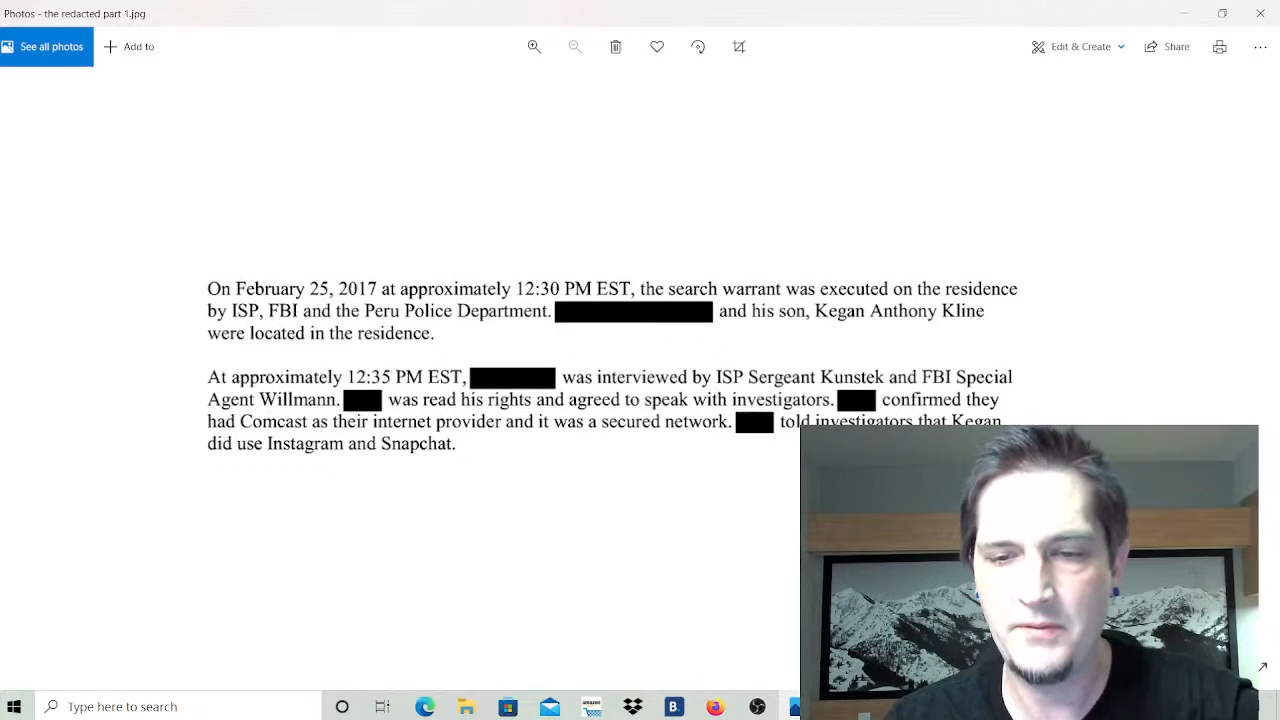 Photos - the redacted part 1.jpg
See all photos
Add to
Edit & Create
Share
On February 25, 2017 at approximately 12:30 PM EST, the search warrant was executed on the residence
by ISP, FBI and the Peru Police Department. and his son, Kegan Anthony Kline
were located in the residence.
At approximately 12:35 PM EST, was interviewed by ISP Sergeant Kunstek and FBI Special
Agent Willmann. was read his rights and agreed to speak with investigators. confirmed they
had Comcast as their internet provider and it was a secured network. told investigators that Kegan
did use Instagram and Snapchat.
Type here to search
amazon
B.